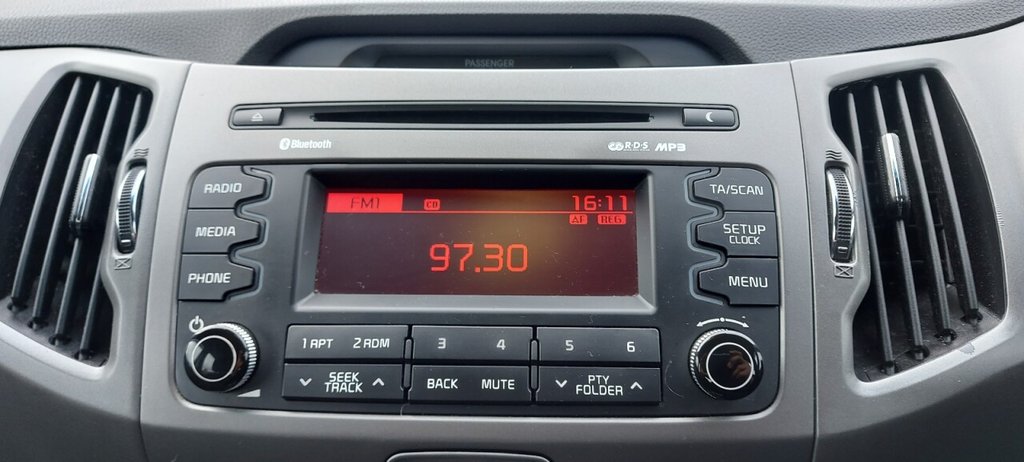 PASSENGER
Bluetooth
R·D·S MP3
RADIO
MEDIA
PHONE
FM1 CD 16:11
AF REG
97.30
TA/SCAN
SETUP
CLOCK
MENU
1 RPT 2 RDM 3 4 5 6
SEEK
TRACK
BACK MUTE
PTY
FOLDER